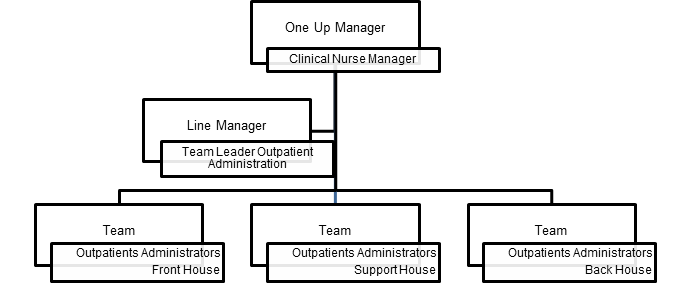 One Up Manager
Clinical Nurse Manager
Line Manager
Team Leader Outpatient
Administration
Team
Outpatients Administrators
Front House
Team
Outpatients Administrators
Support House
Team
Outpatients Administrators
Back House